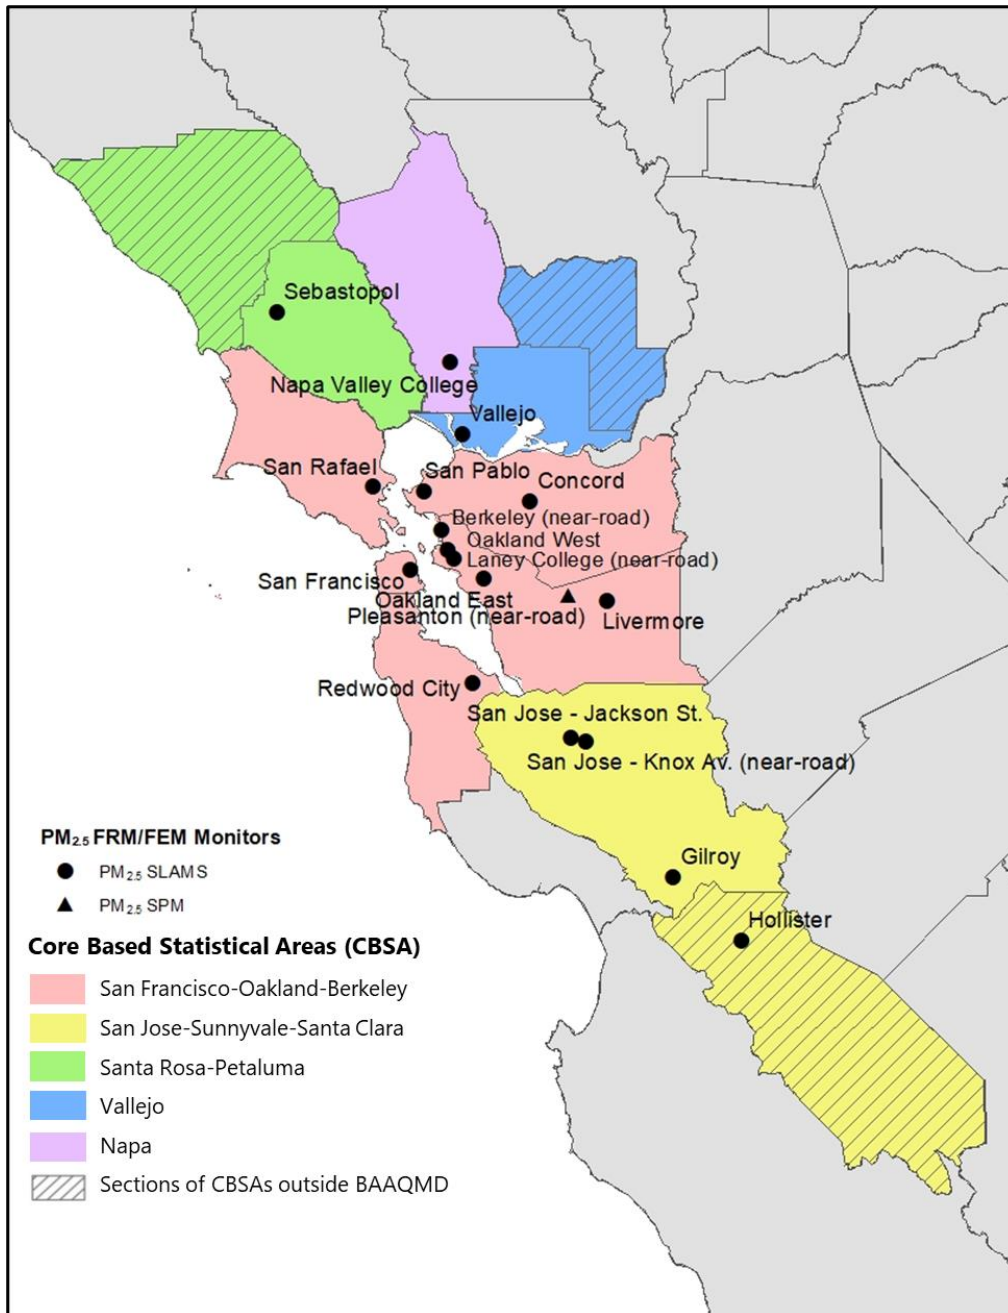 Sebastopol
Napa Valley College
Vallejo
San Rafael
San Pablo
Concord
Berkeley (near-road)
Oakland West
Laney College (near-road)
San Francisco
Oakland East
Pleasanton (near-road)
Livermore
Redwood City
San Jose - Jackson St.
San Jose - Knox Av. (near-road)
Gilroy
Hollister
PM2.5 FRM/FEM Monitors
PM2.5 SLAMS
PM2.5 SPM
Core Based Statistical Areas (CBSA)
San Francisco-Oakland-Berkeley
San Jose-Sunnyvale-Santa Clara
Santa Rosa-Petaluma
Vallejo
Napa
Sections of CBSAs outside BAAQMD